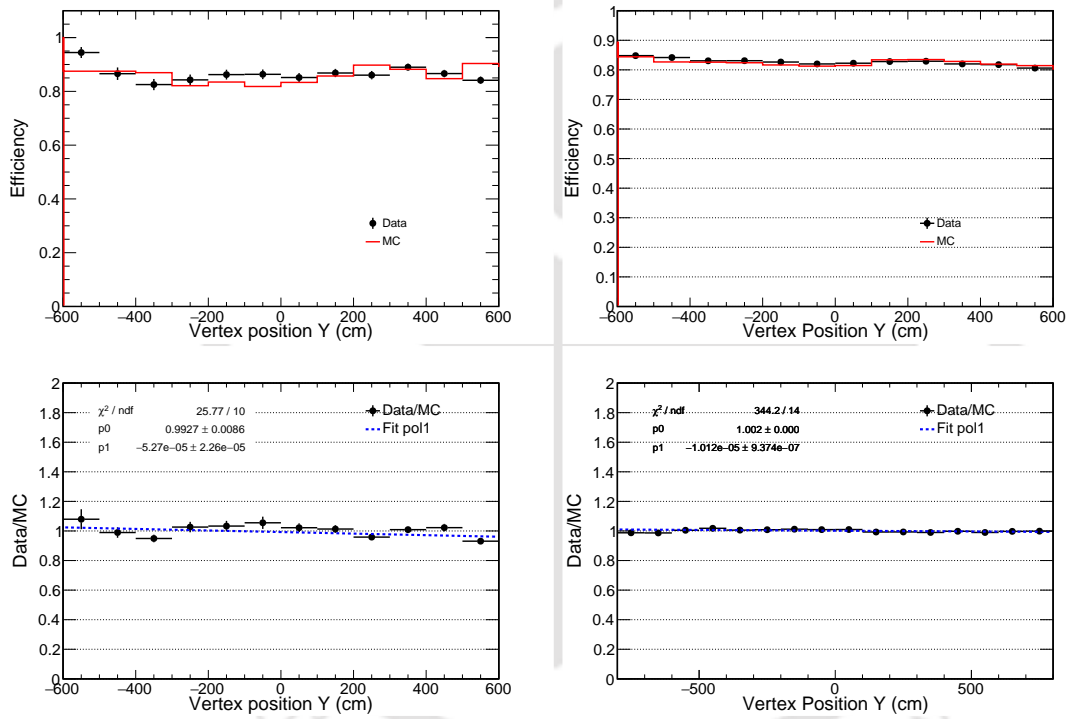 1
0.8
0.6
0.4
0.2
0
Efficiency
Data
MC
−600 −400 −200 0 200 400 600
Vertex position Y (cm)
1
0.9
0.8
0.7
0.6
0.5
0.4
0.3
0.2
0.1
0
Efficiency
Data
MC
−600 −400 −200 0 200 400 600
Vertex Position Y (cm)
2
1.8
1.6
1.4
1.2
1
0.8
0.6
0.4
0.2
0
Data/MC
χ² / ndf 25.77 / 10
p0 0.9927 ± 0.0086
p1 −5.27e−05 ± 2.26e−05
Data/MC
Fit pol1
−600 −400 −200 0 200 400 600
Vertex position Y (cm)
2
1.8
1.6
1.4
1.2
1
0.8
0.6
0.4
0.2
0
Data/MC
χ² / ndf 344.2 / 14
p0 1.002 ± 0.000
p1 −1.012e−05 ± 9.374e−07
Data/MC
Fit pol1
−500 0 500
Vertex Position Y (cm)